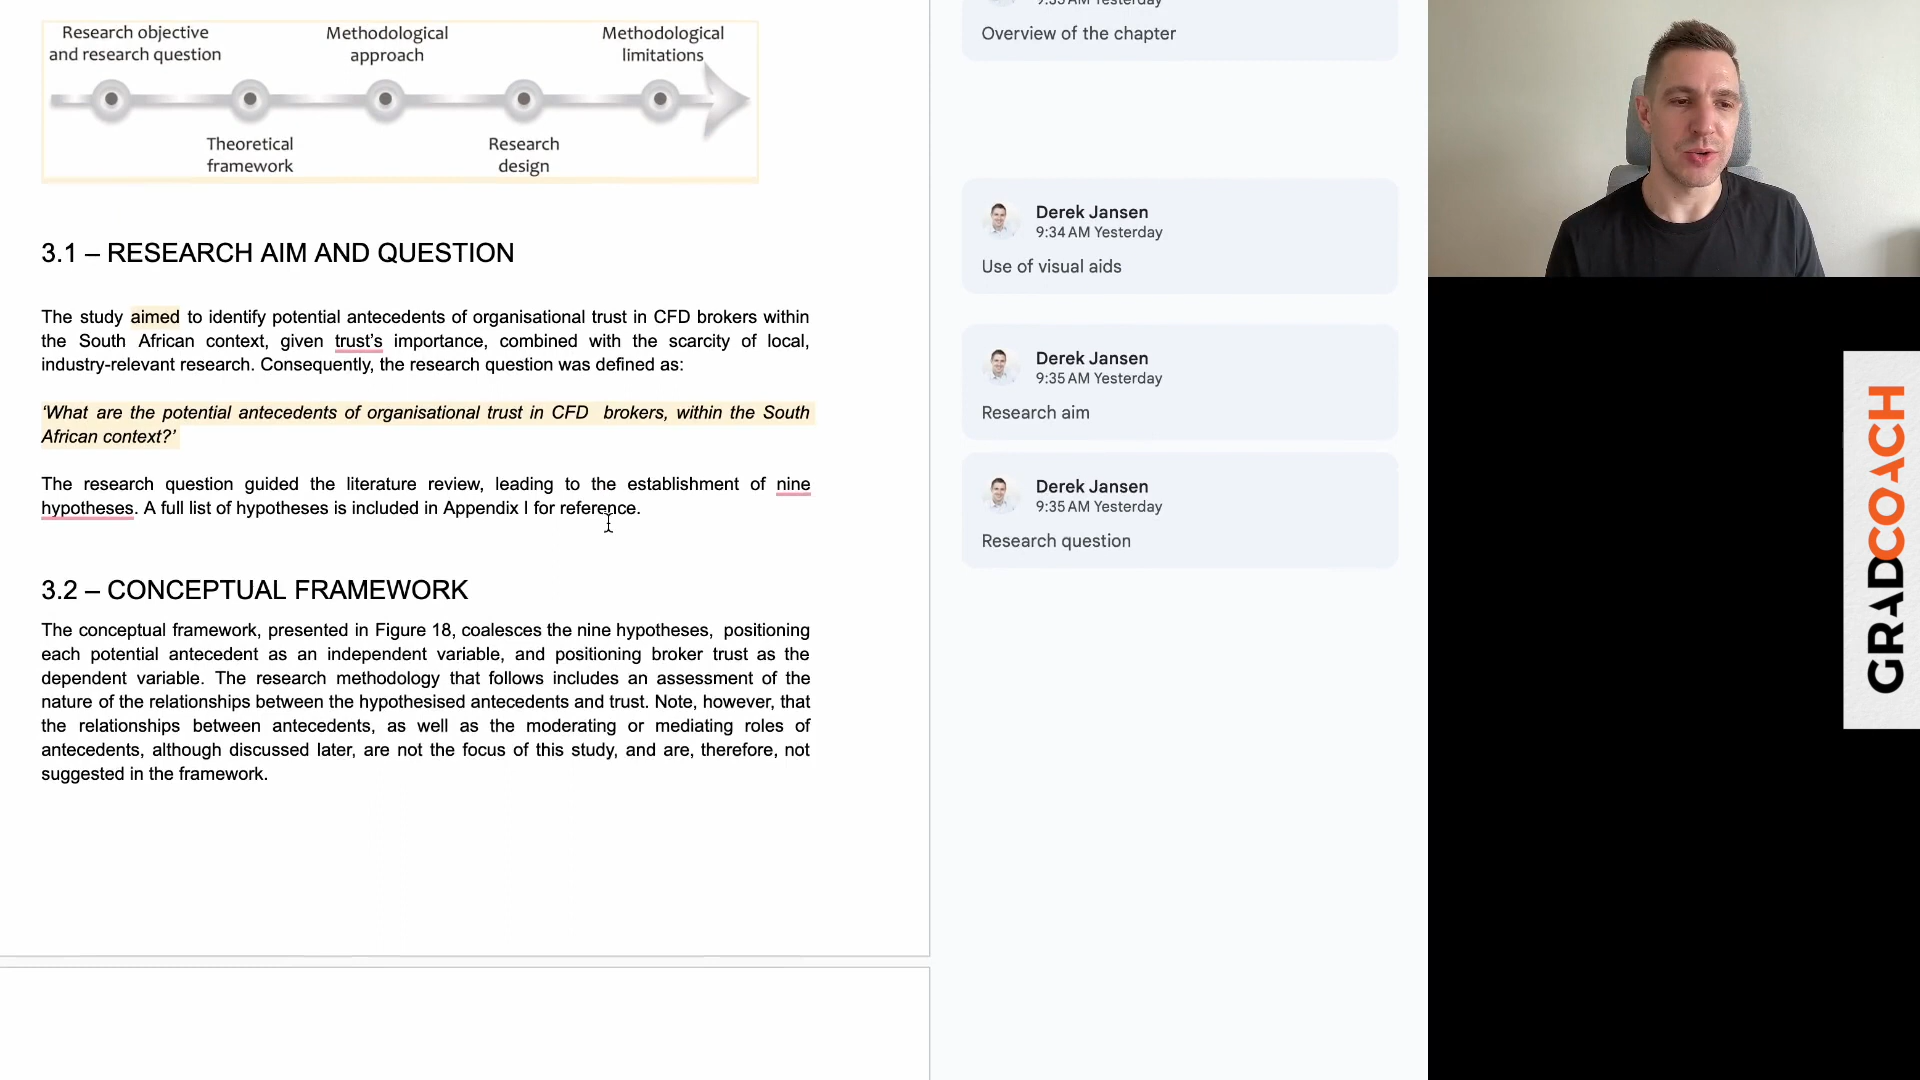 Research objective
and research question
Methodological
approach
Methodological
limitations
Theoretical
framework
Research
design
3.1 – RESEARCH AIM AND QUESTION
The study aimed to identify potential antecedents of organisational trust in CFD brokers within
the South African context, given trust's importance, combined with the scarcity of local,
industry-relevant research. Consequently, the research question was defined as:
'What are the potential antecedents of organisational trust in CFD brokers, within the South
African context?'
The research question guided the literature review, leading to the establishment of nine
hypotheses. A full list of hypotheses is included in Appendix I for reference.
3.2 – CONCEPTUAL FRAMEWORK
The conceptual framework, presented in Figure 18, coalesces the nine hypotheses, positioning
each potential antecedent as an independent variable, and positioning broker trust as the
dependent variable. The research methodology that follows includes an assessment of the
nature of the relationships between the hypothesised antecedents and trust. Note, however, that
the relationships between antecedents, as well as the moderating or mediating roles of
antecedents, although discussed later, are not the focus of this study, and are, therefore, not
suggested in the framework.
Overview of the chapter
Derek Jansen
9:34 AM Yesterday
Use of visual aids
Derek Jansen
9:35 AM Yesterday
Research aim
Derek Jansen
9:35 AM Yesterday
Research question
GRADCOACH